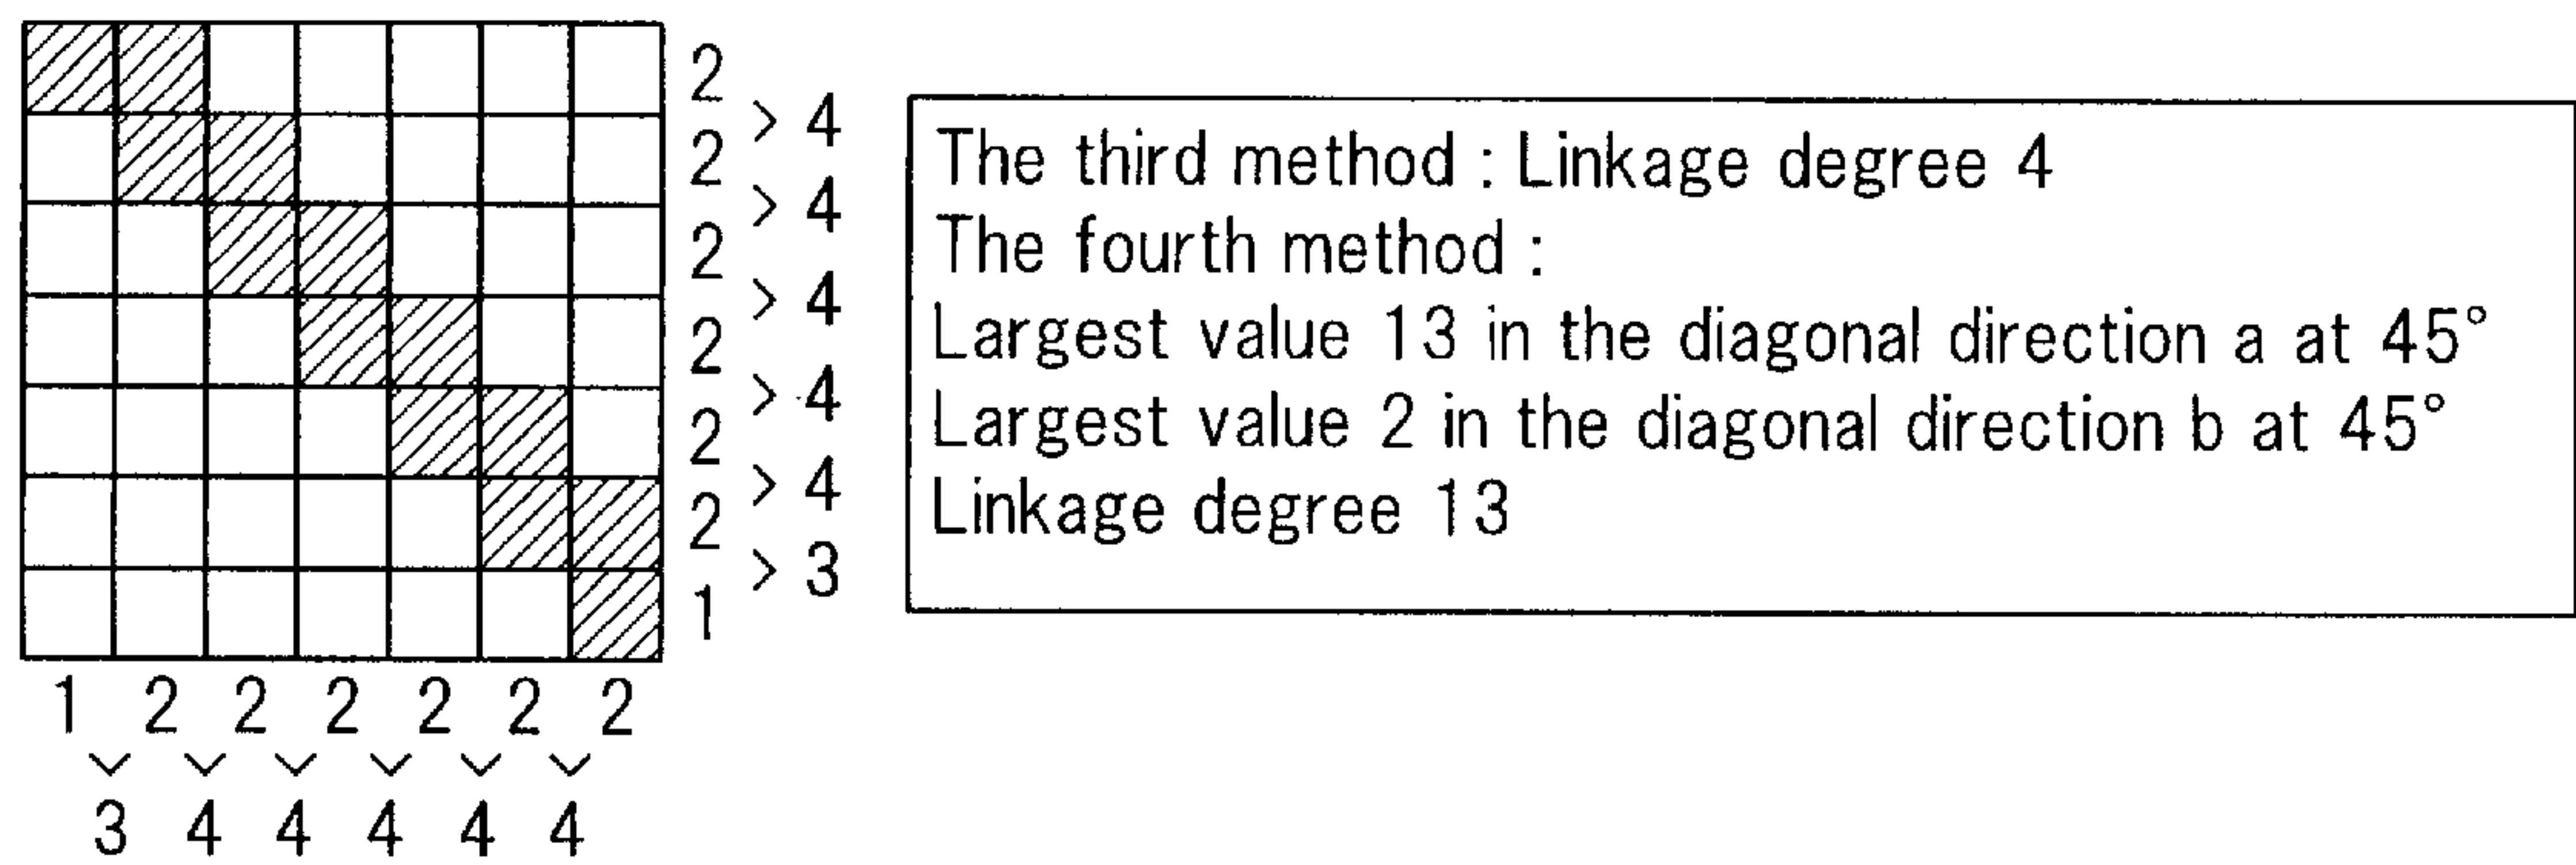 2
2
2
2
2
2
1
> 4
> 4
> 4
> 4
> 4
> 3
1 2 2 2 2 2 2
3 4 4 4 4 4
The third method : Linkage degree 4
The fourth method :
Largest value 13 in the diagonal direction a at 45°
Largest value 2 in the diagonal direction b at 45°
Linkage degree 13